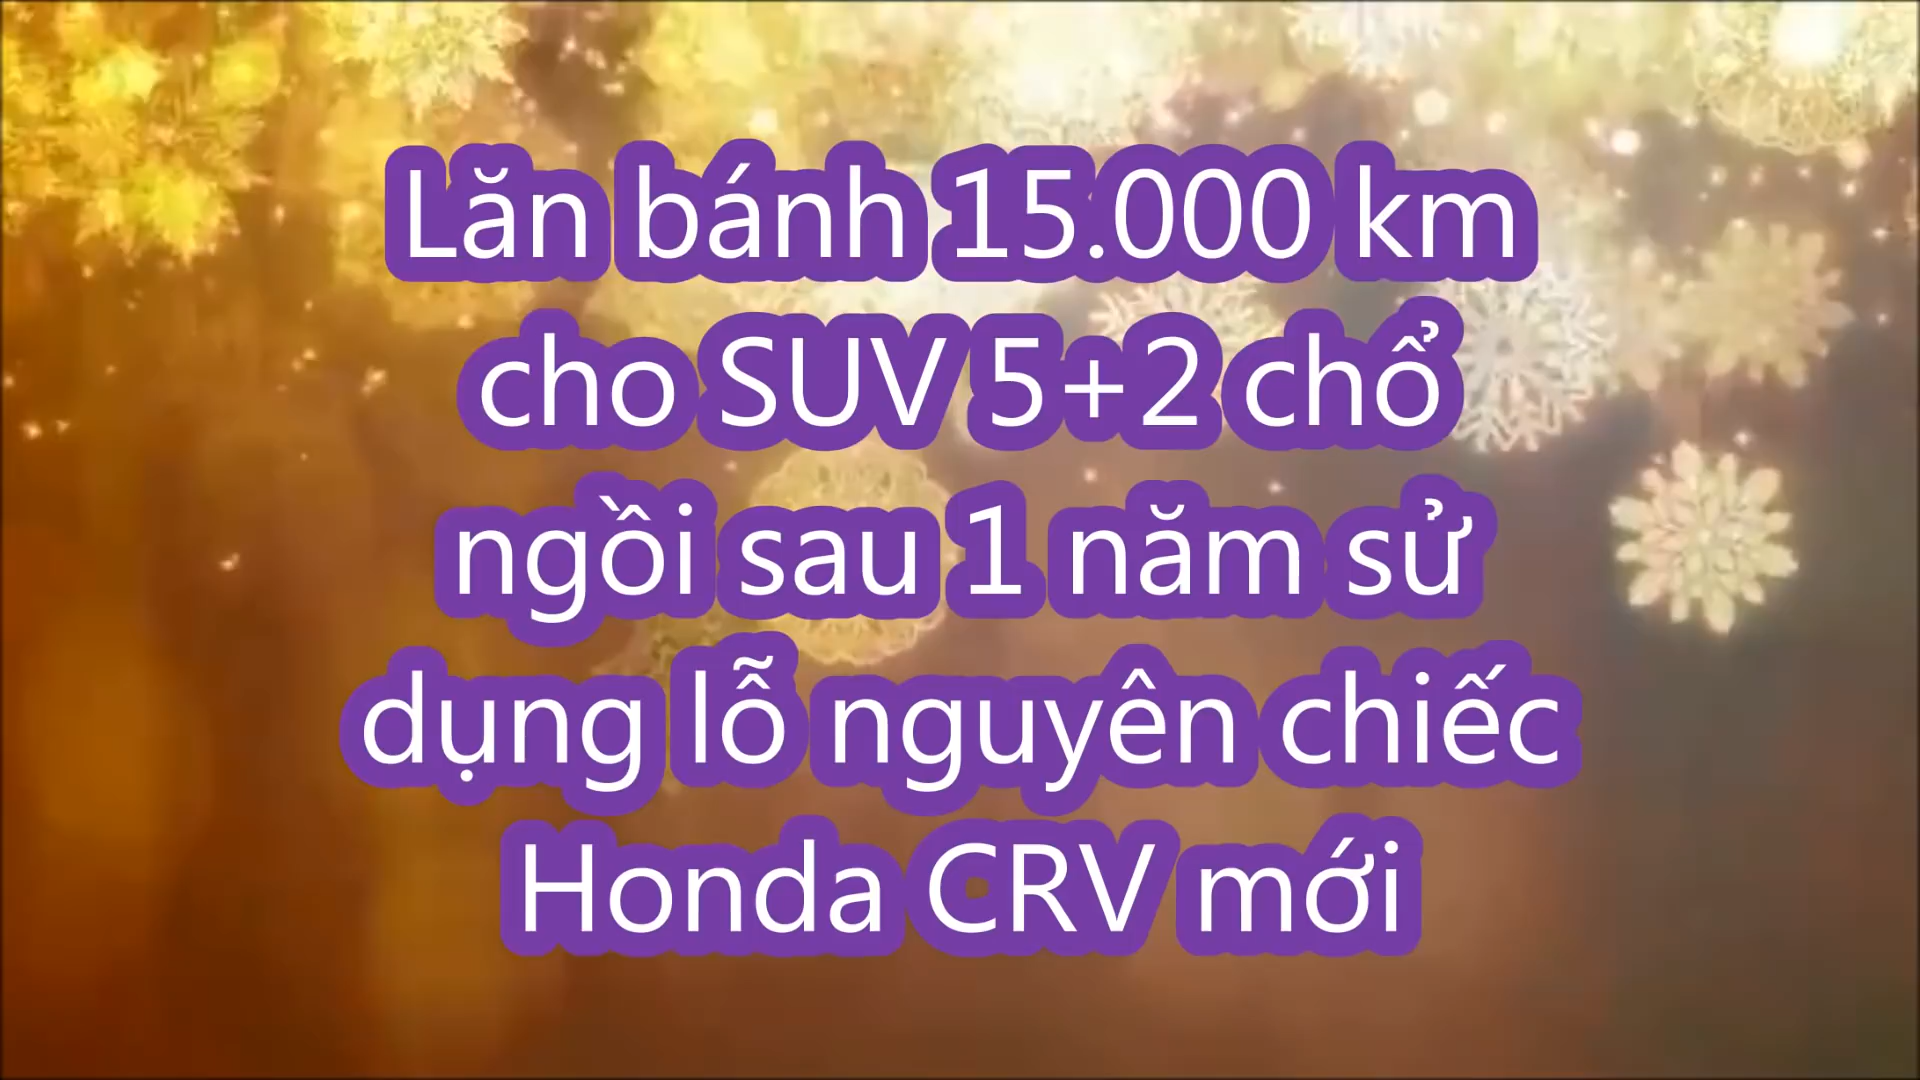 Lăn bánh 15.000 km
cho SUV 5+2 chổ
ngồi sau 1 năm sử
dụng lỗ nguyên chiếc
Honda CRV mới